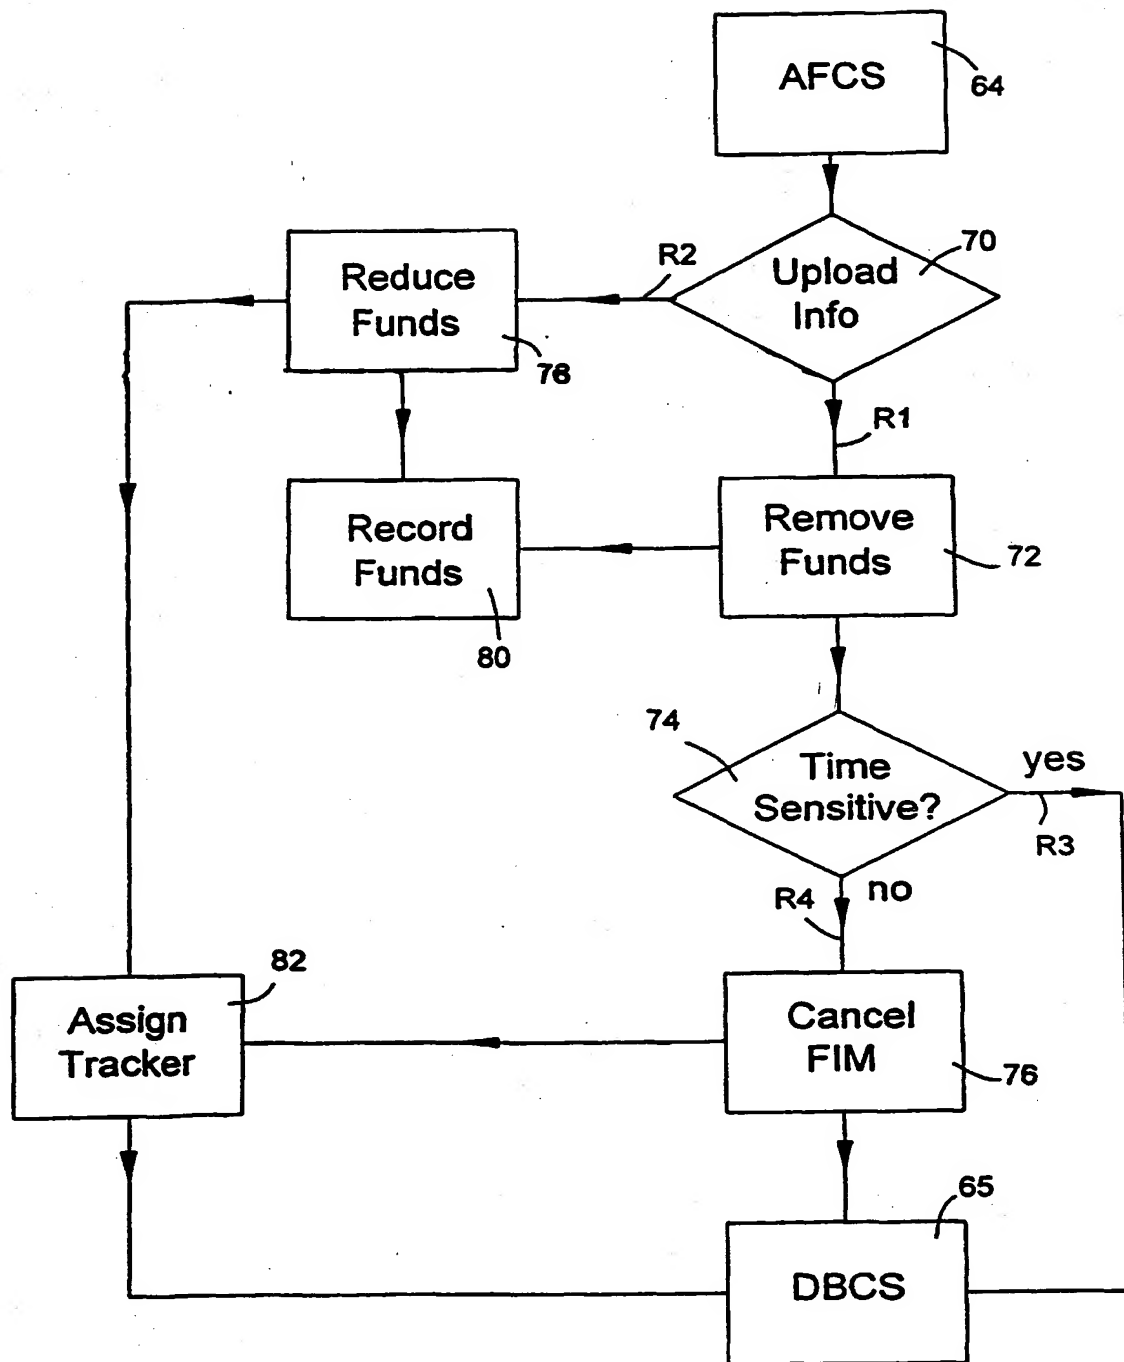 AFCS
64
Upload
Info
70
R2
Reduce
Funds
78
R1
Record
Funds
80
Remove
Funds
72
74
Time
Sensitive?
yes
R3
no
R4
82
Assign
Tracker
Cancel
FIM
76
65
DBCS